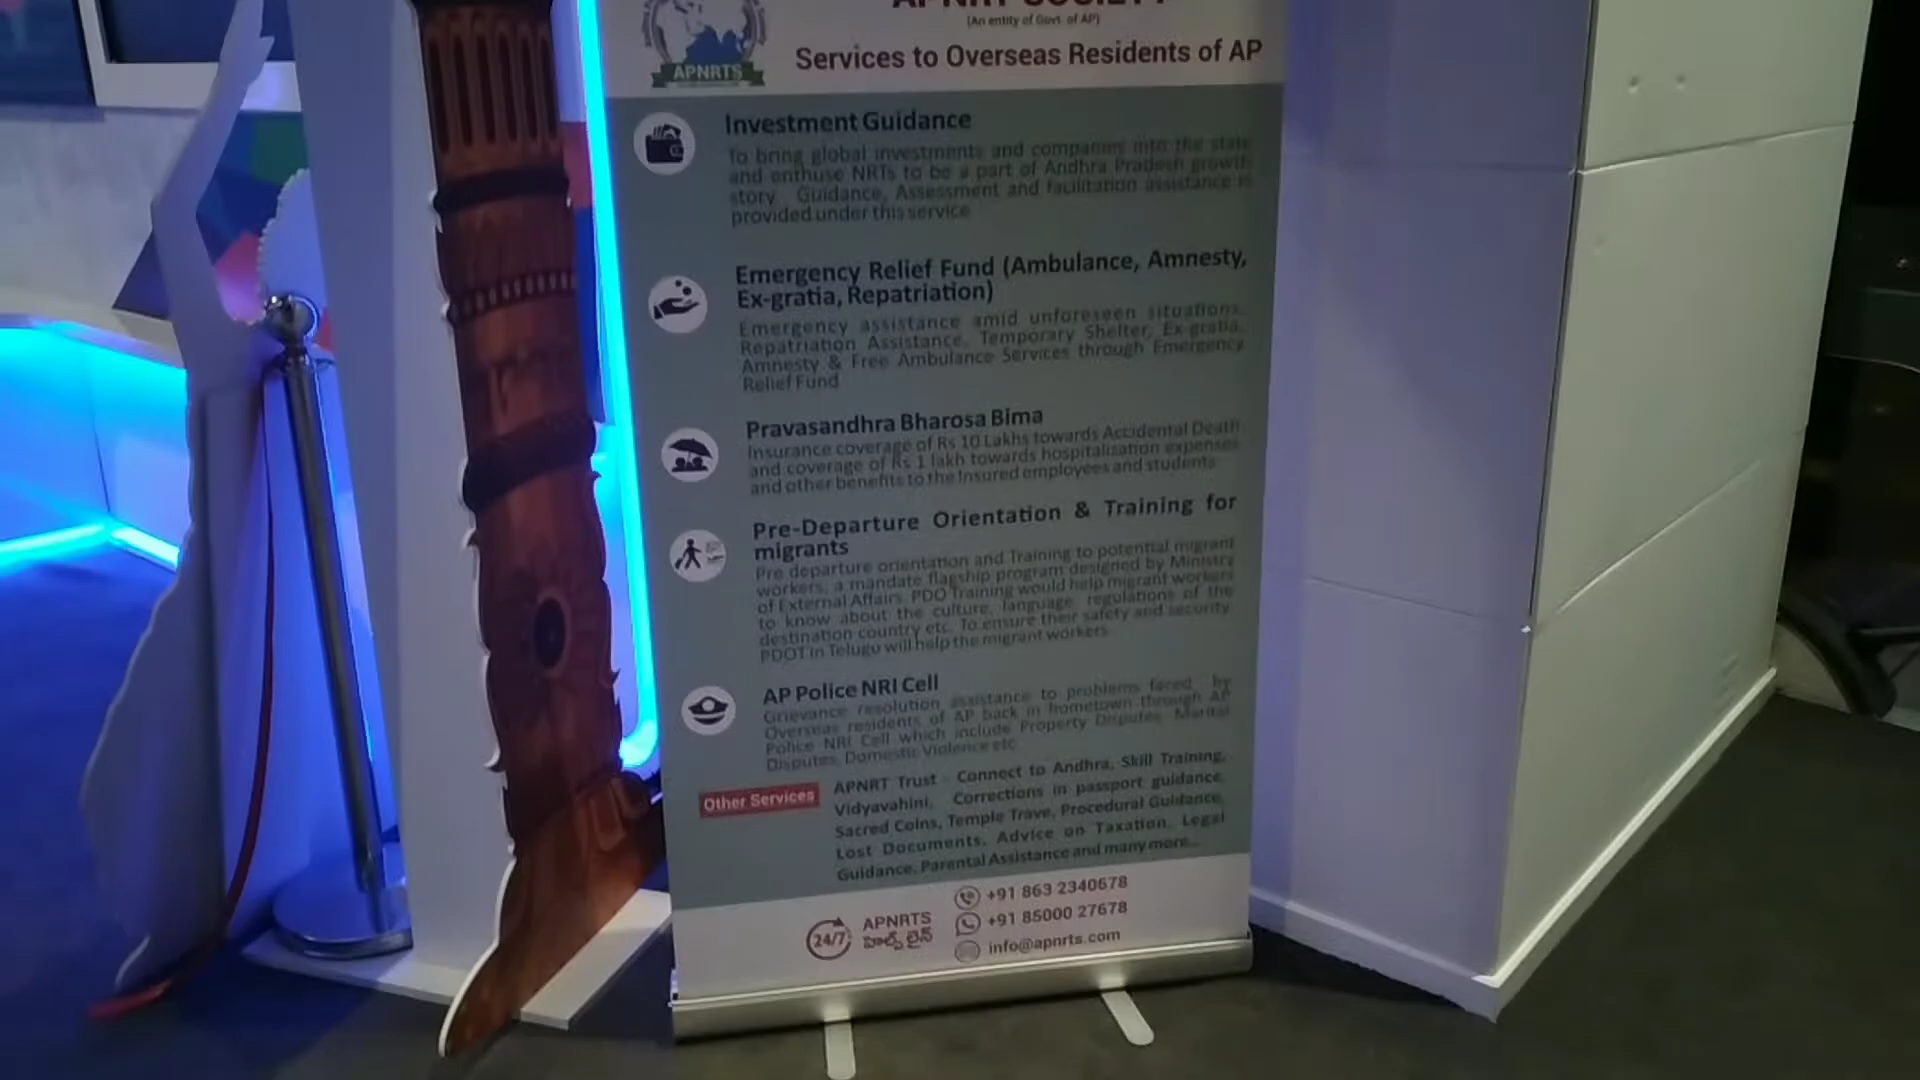 APNRT SOCIETY
(An entity of Govt. of AP)
Services to Overseas Residents of AP
APNRTS
Investment Guidance
To bring global investments and companies into the state
and enthuse NRTs to be a part of Andhra Pradesh growth
story. Guidance, Assessment and facilitation assistance is
provided under this service
Emergency Relief Fund (Ambulance, Amnesty,
Ex-gratia, Repatriation)
Emergency assistance amid unforeseen situations.
Repatriation Assistance, Temporary Shelter, Ex-gratia,
Amnesty & Free Ambulance Services through Emergency
Relief Fund
Pravasandhra Bharosa Bima
Insurance coverage of Rs 10 Lakhs towards Accidental Death
and coverage of Rs 1 lakh towards hospitalization expenses
and other benefits to the Insured employees and students
Pre-Departure Orientation & Training for
migrants
Pre departure orientation and Training to potential migrant
workers; a mandate flagship program designed by Ministry
of External Affairs. PDO Training would help migrant workers
to know about the culture, language, regulations of the
destination country etc. To ensure their safety and security.
PDOT in Telugu will help the migrant workers.
AP Police NRI Cell
Grievance resolution assistance to problems faced by
Overseas residents of AP back in hometown through AP
Police NRI Cell which include Property Disputes, Marital
Disputes, Domestic Violence etc
Other Services
APNRT Trust - Connect to Andhra, Skill Training,
Vidyavahini, Corrections in passport guidance,
Sacred Coins, Temple Trave, Procedural Guidance,
Lost Documents, Advice on Taxation, Legal
Guidance, Parental Assistance and many more...
24/7
APNRTS
హెల్ప్ లైన్
+91 863 2340678
+91 85000 27678
info@apnrts.com